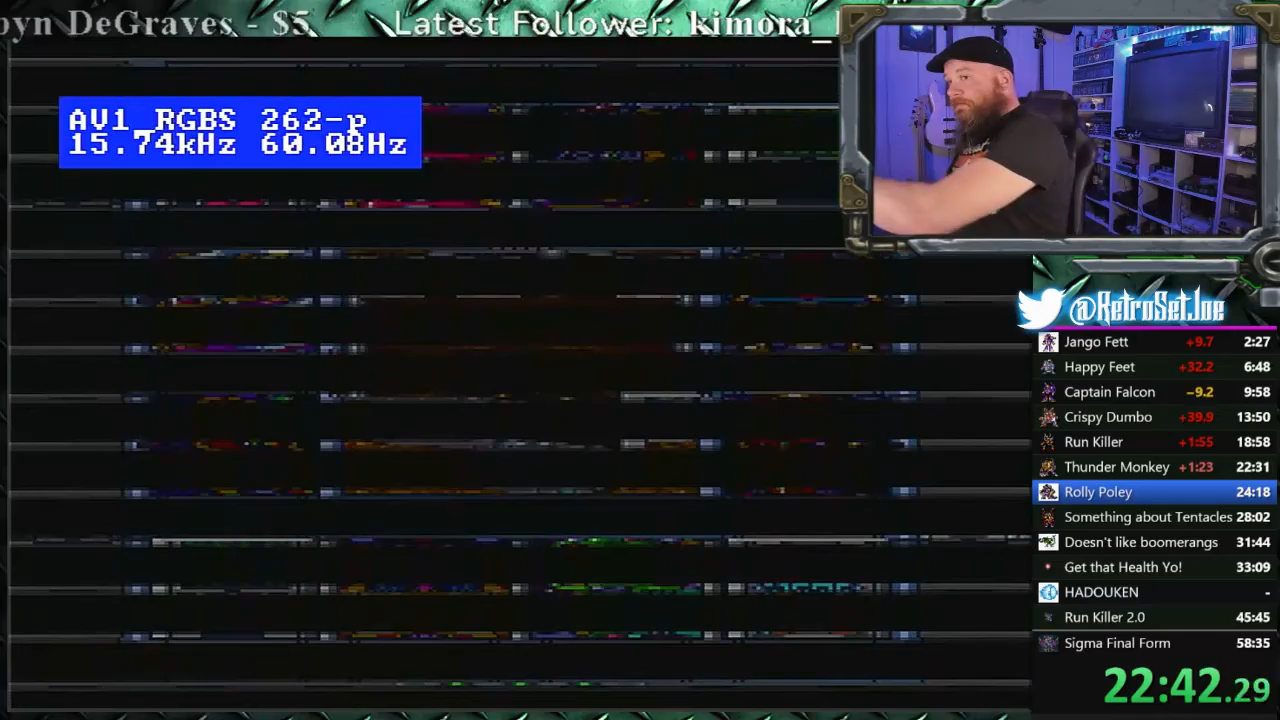 byn DeGraves - $5 Latest Follower: kimora_
AV1 RGBS 262-p
15.74kHz 60.08Hz
@RetroSetJoe
Jango Fett +9.7 2:27
Happy Feet +32.2 6:48
Captain Falcon −9.2 9:58
Crispy Dumbo +39.9 13:50
Run Killer +1:55 18:58
Thunder Monkey +1:23 22:31
Rolly Poley 24:18
Something about Tentacles 28:02
Doesn't like boomerangs 31:44
Get that Health Yo! 33:09
HADOUKEN -
Run Killer 2.0 45:45
Sigma Final Form 58:35
22:42.29